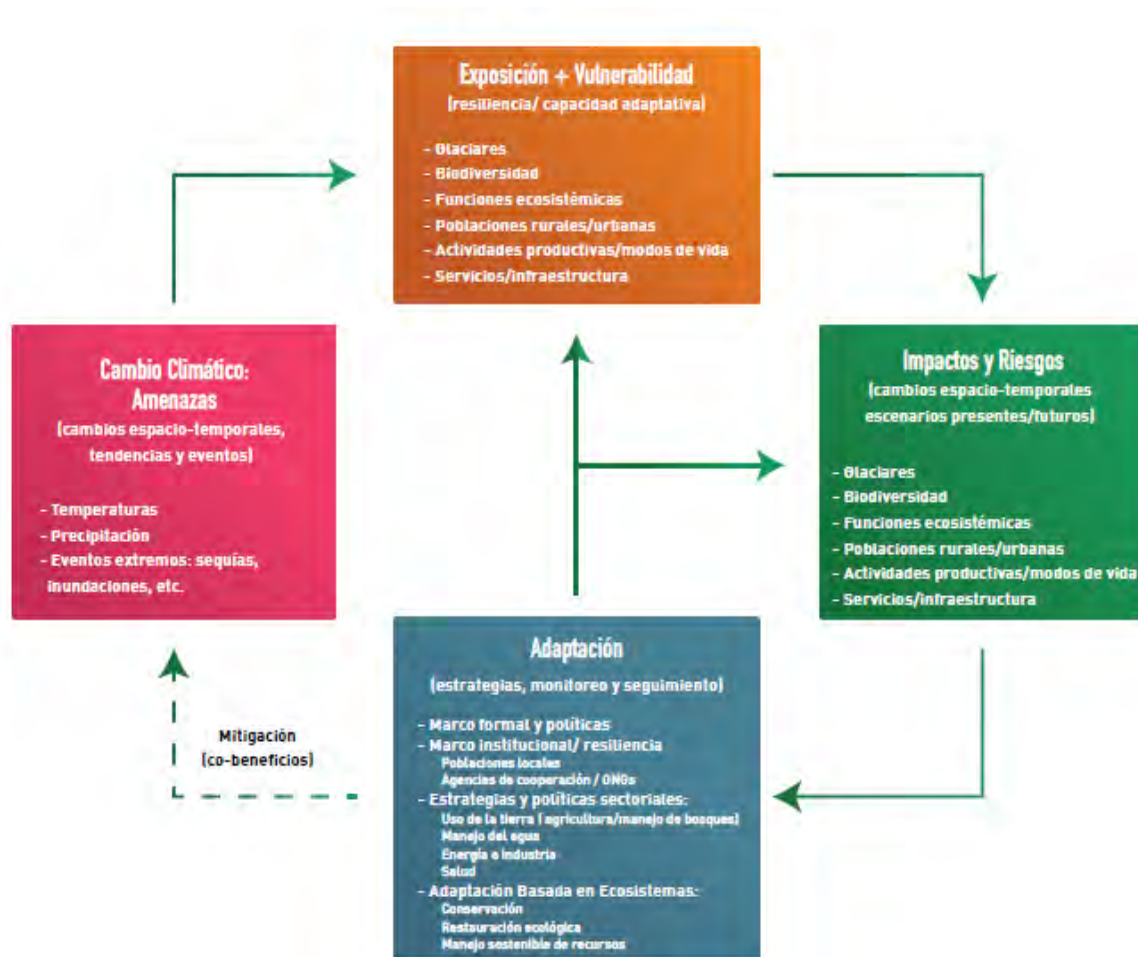 Exposición + Vulnerabilidad
(resiliencia/ capacidad adaptativa)
- Glaciares
- Biodiversidad
- Funciones ecosistémicas
- Poblaciones rurales/urbanas
- Actividades productivas/modos de vida
- Servicios/infraestructura
Cambio Climático:
Amenazas
(cambios espacio-temporales,
tendencias y eventos)
- Temperaturas
- Precipitación
- Eventos extremos: sequías,
inundaciones, etc.
Impactos y Riesgos
(cambios espacio-temporales
escenarios presentes/futuros)
- Glaciares
- Biodiversidad
- Funciones ecosistémicas
- Poblaciones rurales/urbanas
- Actividades productivas/modos de vida
- Servicios/infraestructura
Mitigación
(co-beneficios)
Adaptación
(estrategias, monitoreo y seguimiento)
- Marco formal y políticas
- Marco institucional/ resiliencia
Poblaciones locales
Agencies de cooperación / ONGs
- Estrategias y políticas sectoriales:
Uso de la tierra (agricultura/manejo de bosques)
Manejo del agua
Energía e industria
Salud
- Adaptación Basada en Ecosistemas:
Conservación
Restauración ecológica
Manejo sostenible de recursos